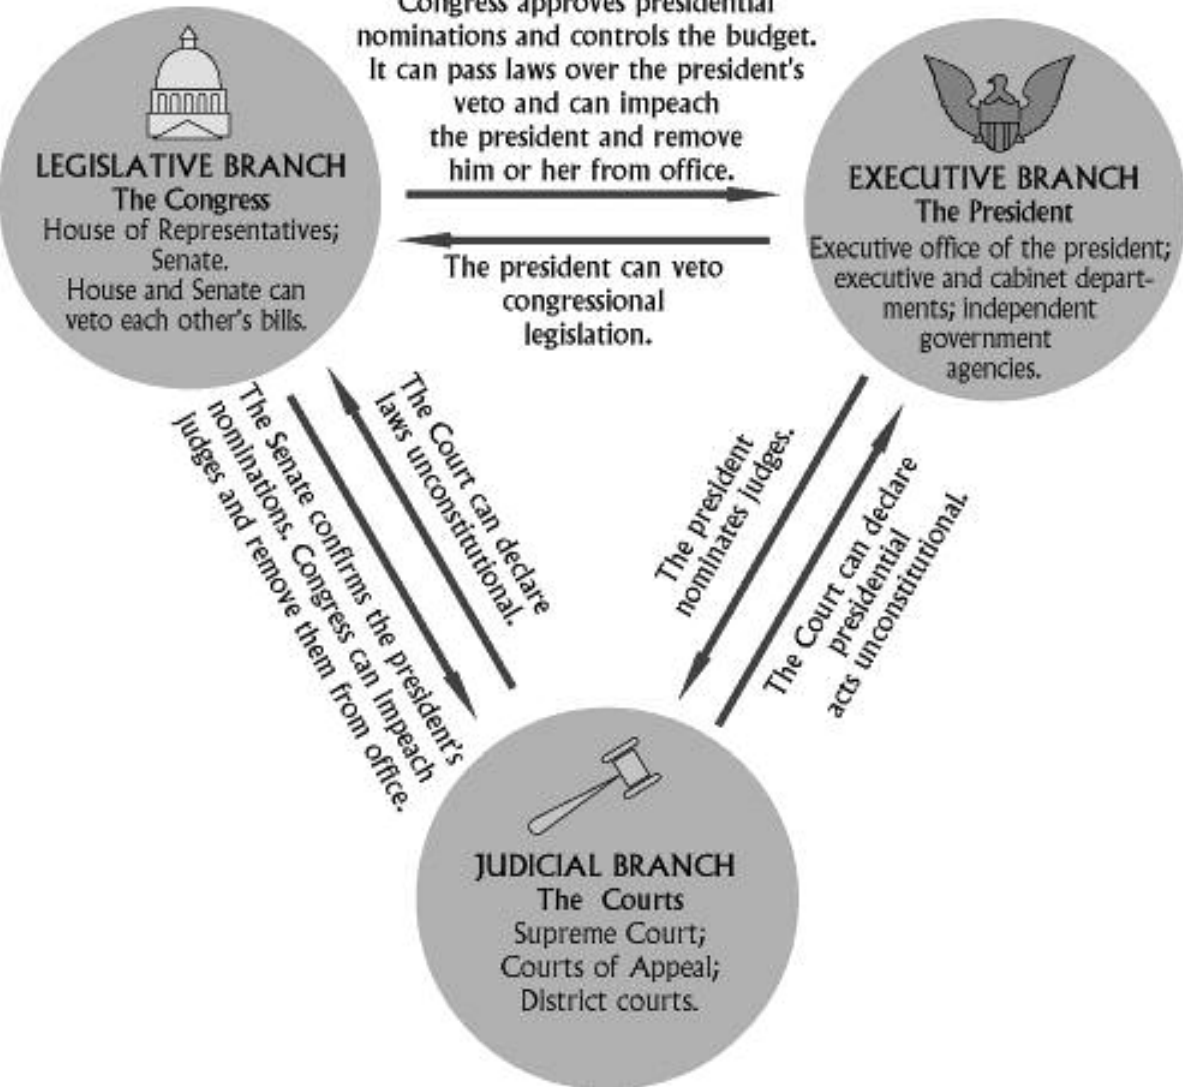 Congress approves presidential
nominations and controls the budget.
It can pass laws over the president's
veto and can impeach
the president and remove
him or her from office.
LEGISLATIVE BRANCH
The Congress
House of Representatives;
Senate.
House and Senate can
veto each other's bills.
EXECUTIVE BRANCH
The President
Executive office of the president;
executive and cabinet depart-
ments; independent
government
agencies.
The president can veto
congressional
legislation.
The Senate confirms the president's
nominations. Congress can impeach
judges and remove them from office.
The Court can declare
laws unconstitutional.
The president
nominates judges.
The Court can declare
presidential
acts unconstitutional.
JUDICIAL BRANCH
The Courts
Supreme Court;
Courts of Appeal;
District courts.